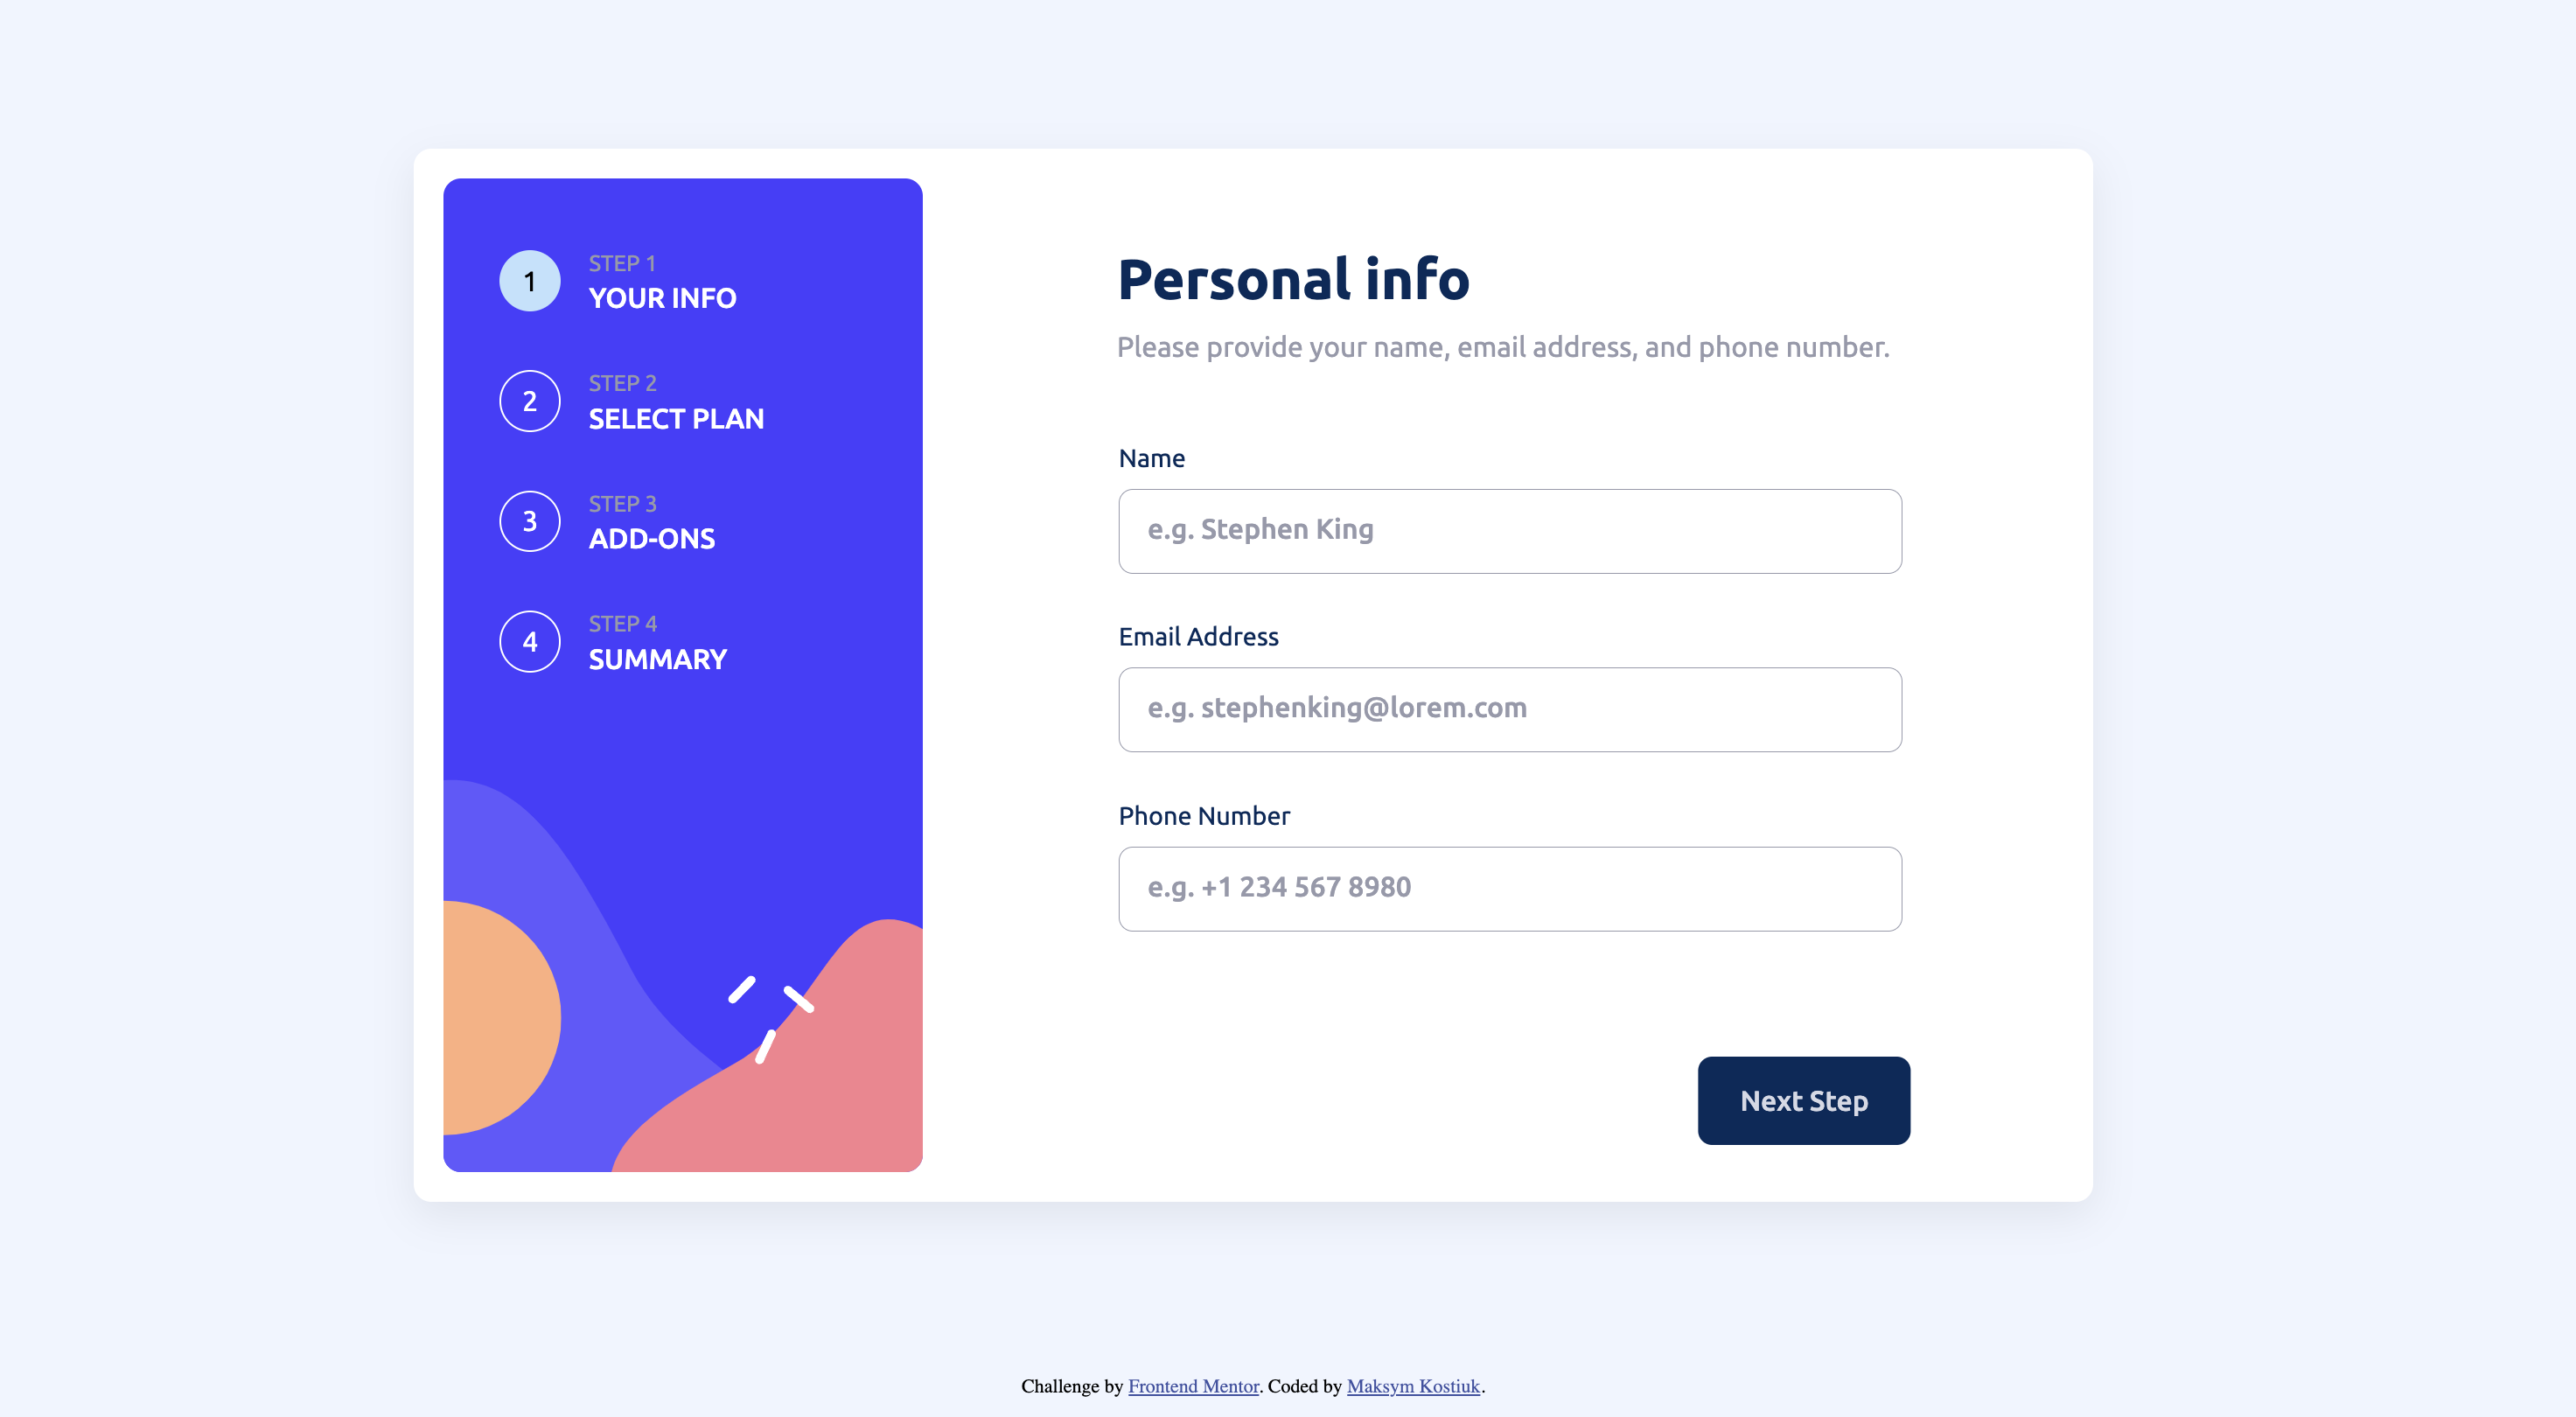 1
STEP 1
YOUR INFO
2
STEP 2
SELECT PLAN
3
STEP 3
ADD-ONS
4
STEP 4
SUMMARY
Personal info
Please provide your name, email address, and phone number.
Name
e.g. Stephen King
Email Address
e.g. stephenking@lorem.com
Phone Number
e.g. +1 234 567 8980
Next Step
Challenge by Frontend Mentor. Coded by Maksym Kostiuk.